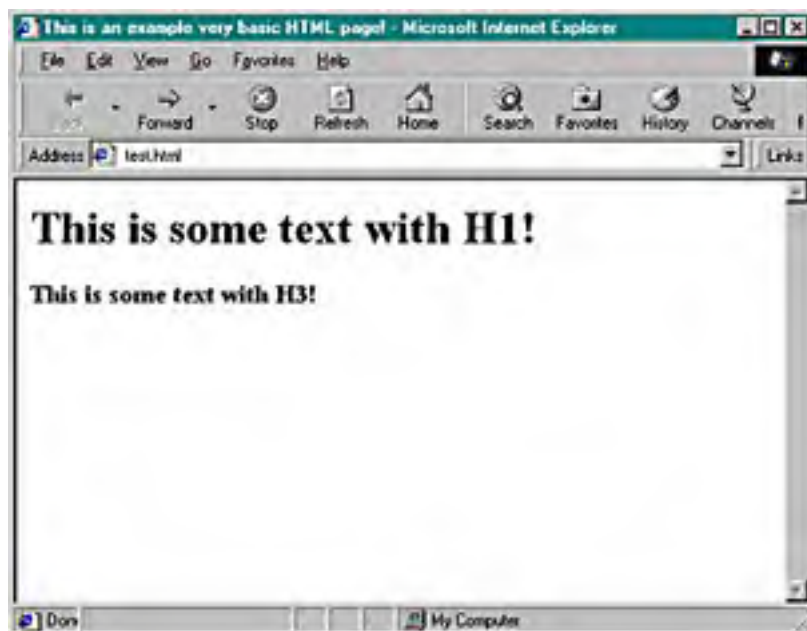 This is an example very basic HTML page! - Microsoft Internet Explorer
File Edit View Go Favorites Help
Forward Stop Refresh Home Search Favorites History Channels
Address test.html Links
This is some text with H1!
This is some text with H3!
Done My Computer